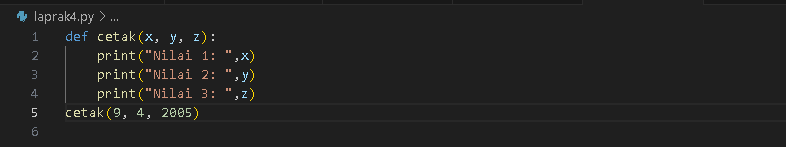 laprak4.py > ...
1 def cetak(x, y, z):
2     print("Nilai 1: ",x)
3     print("Nilai 2: ",y)
4     print("Nilai 3: ",z)
5 cetak(9, 4, 2005)
6